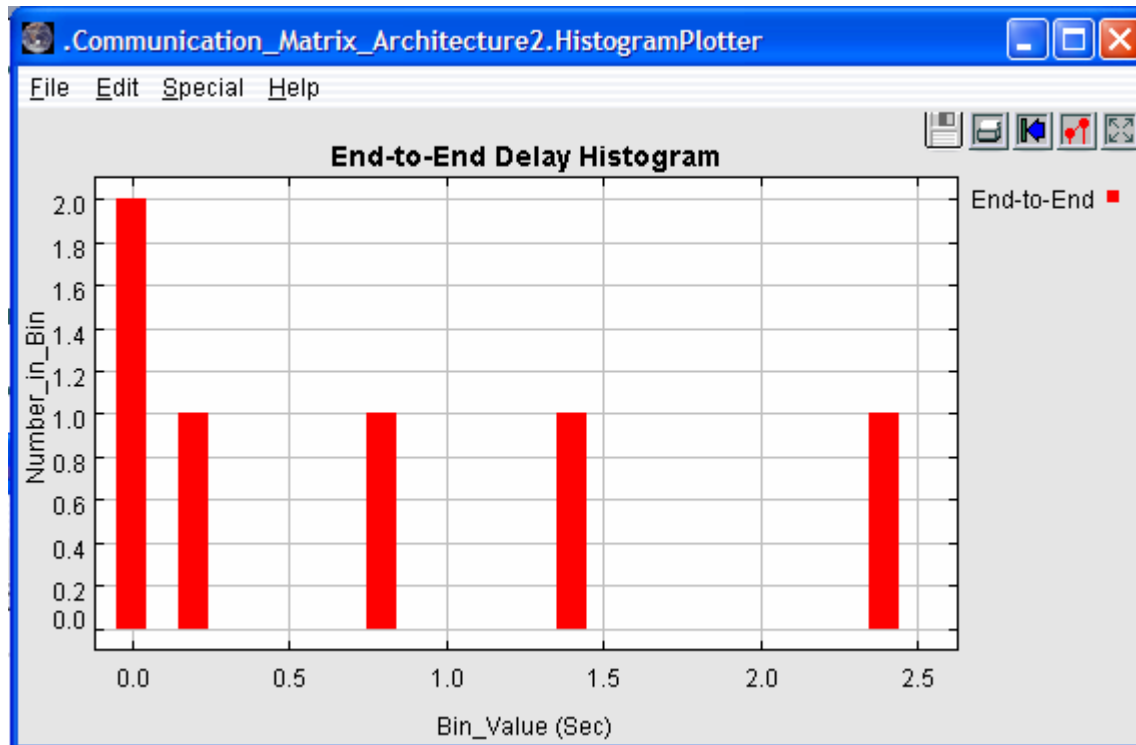 .Communication_Matrix_Architecture2.HistogramPlotter
File Edit Special Help
End-to-End Delay Histogram
End-to-End
Number_in_Bin
2.0
1.8
1.6
1.4
1.2
1.0
0.8
0.6
0.4
0.2
0.0
0.0 0.5 1.0 1.5 2.0 2.5
Bin_Value (Sec)